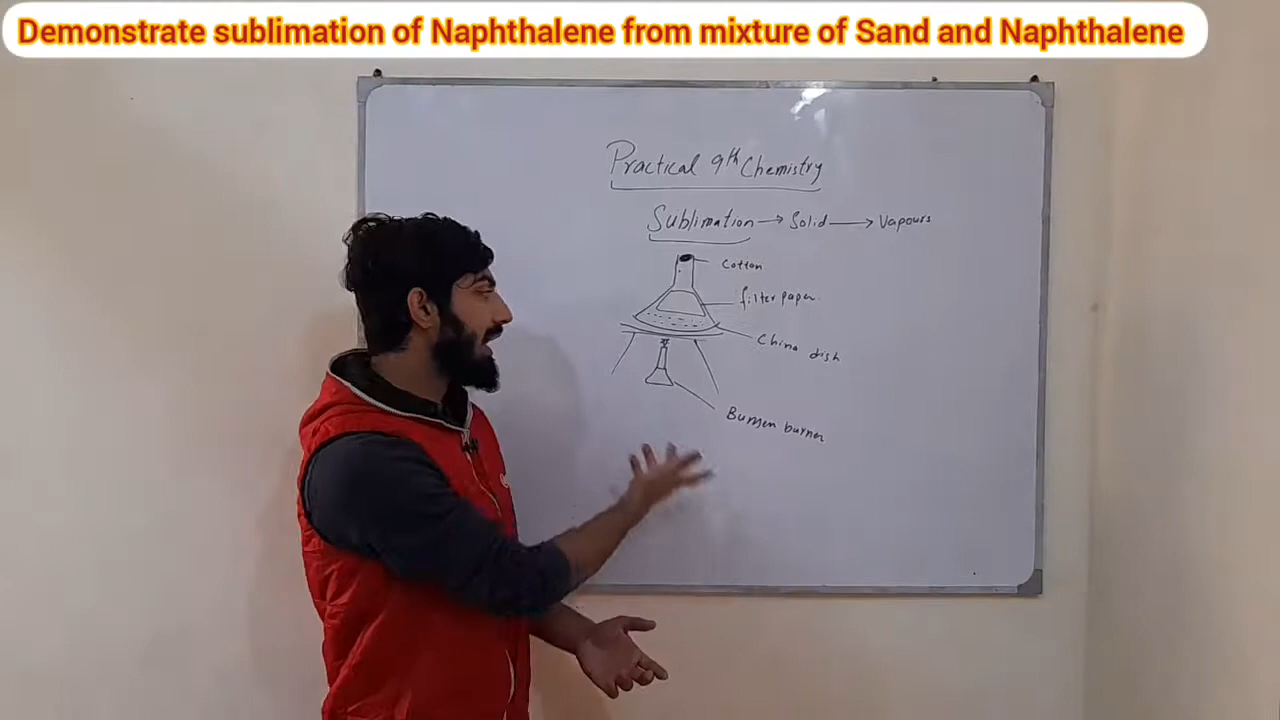 Demonstrate sublimation of Naphthalene from mixture of Sand and Naphthalene
Practical 9th Chemistry
Sublimation → Solid → Vapours
Cotton
filter paper
China dish
Bunsen burner